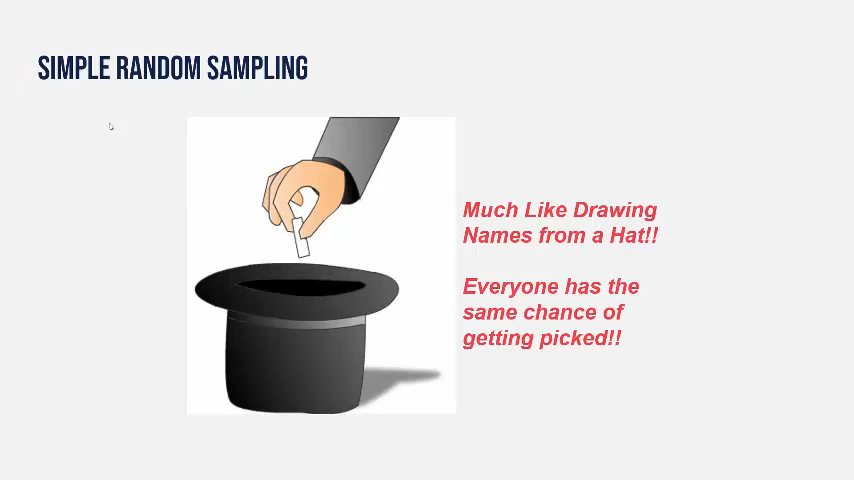 SIMPLE RANDOM SAMPLING
Much Like Drawing
Names from a Hat!!
Everyone has the
same chance of
getting picked!!